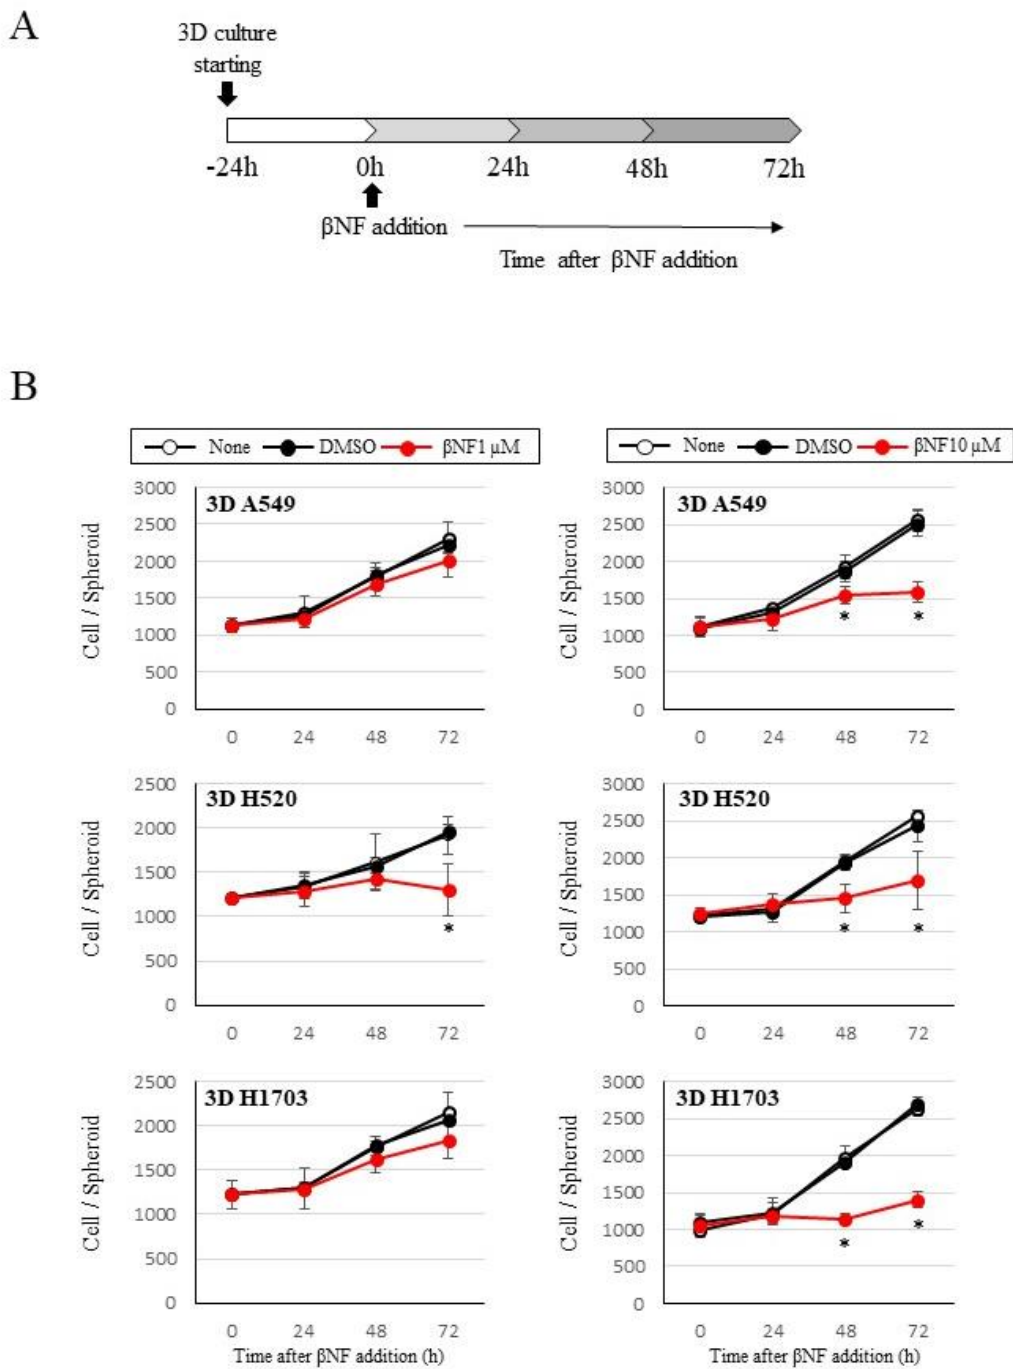 A
3D culture
starting
-24h 0h 24h 48h 72h
βNF addition
Time after βNF addition
B
None DMSO βNF1 μM
None DMSO βNF10 μM
3D A549
3000
2500
2000
1500
1000
500
0
0 24 48 72
Cell / Spheroid
3D A549
3000
2500
2000
1500
1000
500
0
* *
0 24 48 72
Cell / Spheroid
3D H520
2500
2000
1500
1000
500
0
*
0 24 48 72
Cell / Spheroid
3D H520
3000
2500
2000
1500
1000
500
0
* *
0 24 48 72
Cell / Spheroid
3D H1703
2500
2000
1500
1000
500
0
0 24 48 72
Cell / Spheroid
Time after βNF addition (h)
3D H1703
3000
2500
2000
1500
1000
500
0
* *
0 24 48 72
Cell / Spheroid
Time after βNF addition (h)